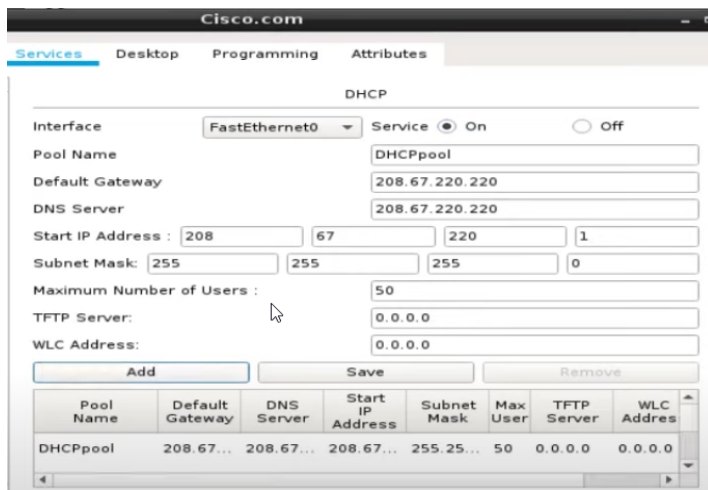 Cisco.com
Services Desktop Programming Attributes
DHCP
Interface FastEthernet0 Service On Off
Pool Name DHCPpool
Default Gateway 208.67.220.220
DNS Server 208.67.220.220
Start IP Address : 208 67 220 1
Subnet Mask: 255 255 255 0
Maximum Number of Users : 50
TFTP Server: 0.0.0.0
WLC Address: 0.0.0.0
Add Save Remove
Pool Name Default Gateway DNS Server Start IP Address Subnet Mask Max User TFTP Server WLC Addres
DHCPpool 208.67... 208.67... 208.67... 255.25... 50 0.0.0.0 0.0.0.0